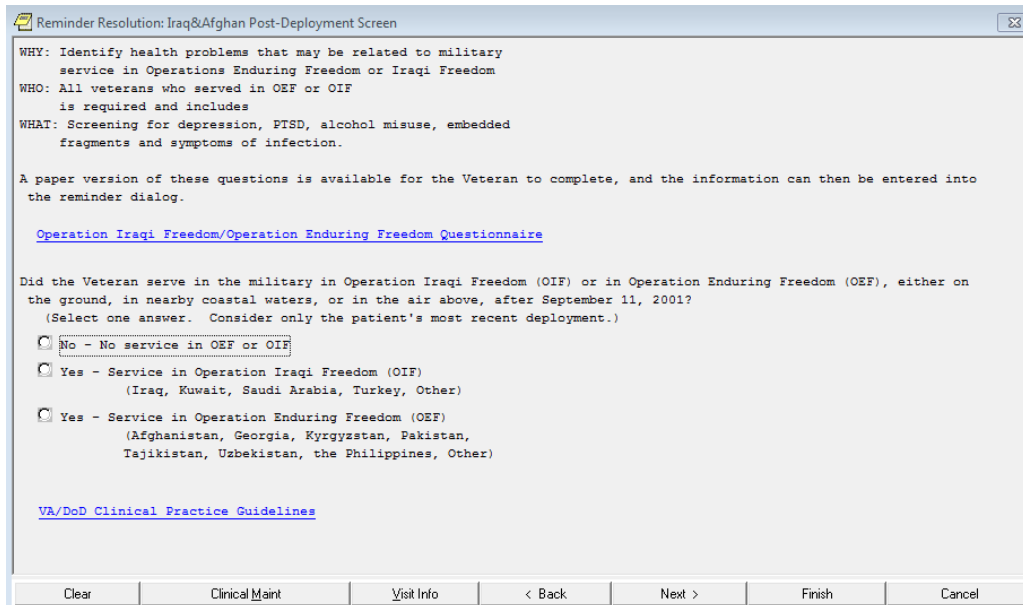 Reminder Resolution: Iraq&Afghan Post-Deployment Screen
WHY: Identify health problems that may be related to military
service in Operations Enduring Freedom or Iraqi Freedom
WHO: All veterans who served in OEF or OIF
is required and includes
WHAT: Screening for depression, PTSD, alcohol misuse, embedded
fragments and symptoms of infection.
A paper version of these questions is available for the Veteran to complete, and the information can then be entered into
the reminder dialog.
Operation Iraqi Freedom/Operation Enduring Freedom Questionnaire
Did the Veteran serve in the military in Operation Iraqi Freedom (OIF) or in Operation Enduring Freedom (OEF), either on
the ground, in nearby coastal waters, or in the air above, after September 11, 2001?
(Select one answer. Consider only the patient's most recent deployment.)
No - No service in OEF or OIF
Yes - Service in Operation Iraqi Freedom (OIF)
(Iraq, Kuwait, Saudi Arabia, Turkey, Other)
Yes - Service in Operation Enduring Freedom (OEF)
(Afghanistan, Georgia, Kyrgyzstan, Pakistan,
Tajikistan, Uzbekistan, the Philippines, Other)
VA/DoD Clinical Practice Guidelines
Clear Clinical Maint Visit Info < Back Next > Finish Cancel